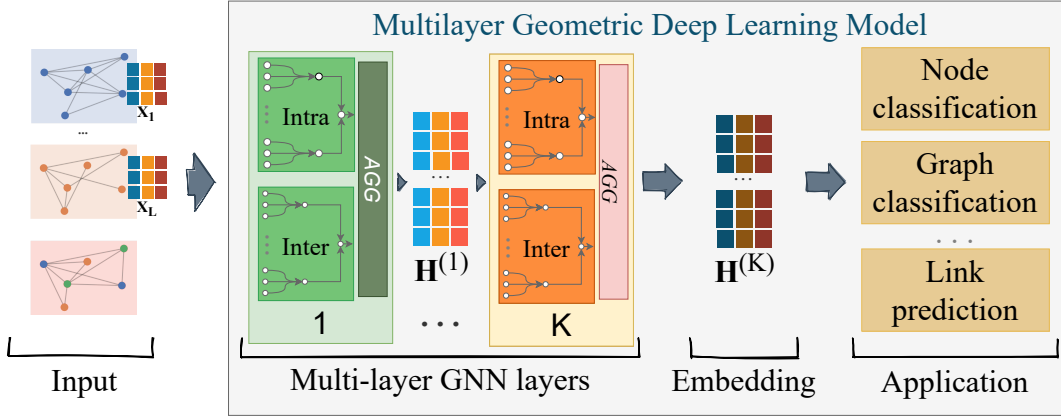 Multilayer Geometric Deep Learning Model
X1
...
XL
Intra
Inter
AGG
1
...
H(1)
...
Intra
Inter
AGG
K
...
H(K)
Node
classification
Graph
classification
...
Link
prediction
Input
Multi-layer GNN layers
Embedding
Application